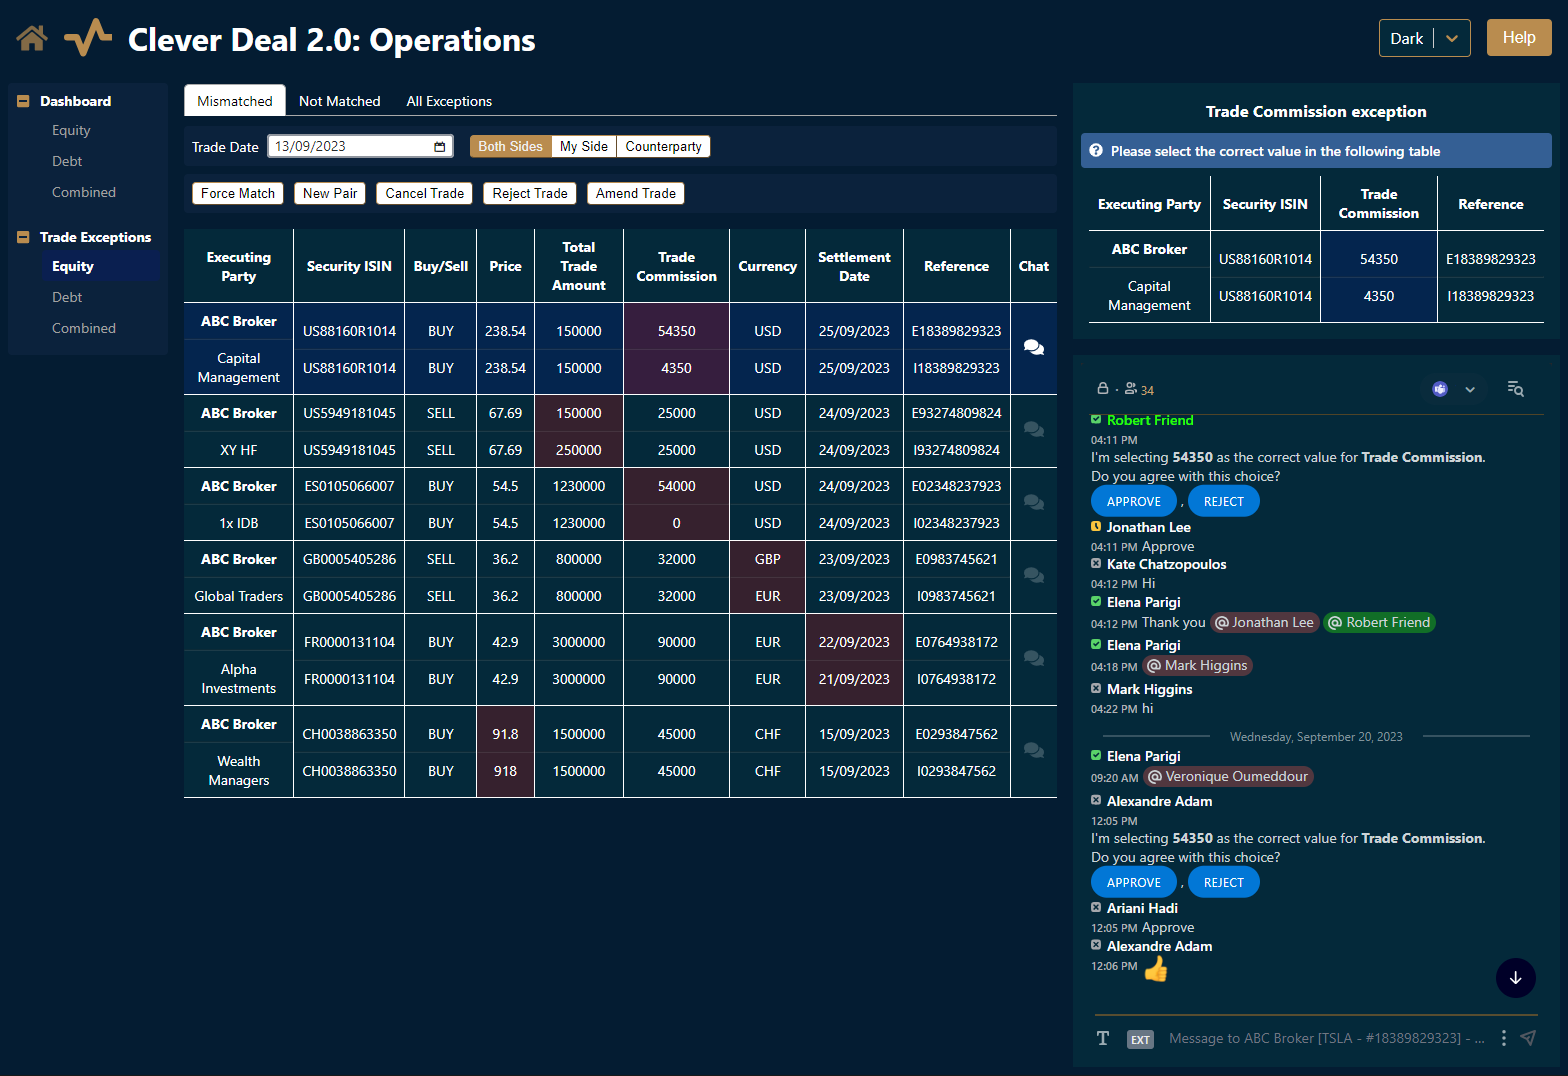 Clever Deal 2.0: Operations
Dark
Help
Dashboard
Equity
Debt
Combined
Trade Exceptions
Equity
Debt
Combined
Mismatched Not Matched All Exceptions
Trade Date 13/09/2023 Both Sides My Side Counterparty
Force Match New Pair Cancel Trade Reject Trade Amend Trade
Executing Party Security ISIN Buy/Sell Price Total Trade Amount Trade Commission Currency Settlement Date Reference Chat
ABC Broker US88160R1014 BUY 238.54 150000 54350 USD 25/09/2023 E18389829323
Capital Management US88160R1014 BUY 238.54 150000 4350 USD 25/09/2023 I18389829323
ABC Broker US5949181045 SELL 67.69 150000 25000 USD 24/09/2023 E93274809824
XY HF US5949181045 SELL 67.69 250000 25000 USD 24/09/2023 I93274809824
ABC Broker ES0105066007 BUY 54.5 1230000 54000 USD 24/09/2023 E02348237923
1x IDB ES0105066007 BUY 54.5 1230000 0 USD 24/09/2023 I02348237923
ABC Broker GB0005405286 SELL 36.2 800000 32000 GBP 23/09/2023 E0983745621
Global Traders GB0005405286 SELL 36.2 800000 32000 EUR 23/09/2023 I0983745621
ABC Broker FR0000131104 BUY 42.9 3000000 90000 EUR 22/09/2023 E0764938172
Alpha Investments FR0000131104 BUY 42.9 3000000 90000 EUR 21/09/2023 I0764938172
ABC Broker CH0038863350 BUY 91.8 1500000 45000 CHF 15/09/2023 E0293847562
Wealth Managers CH0038863350 BUY 918 1500000 45000 CHF 15/09/2023 I0293847562
Trade Commission exception
Please select the correct value in the following table
Executing Party Security ISIN Trade Commission Reference
ABC Broker US88160R1014 54350 E18389829323
Capital Management US88160R1014 4350 I18389829323
34
Robert Friend
04:11 PM
I'm selecting 54350 as the correct value for Trade Commission.
Do you agree with this choice?
APPROVE , REJECT
Jonathan Lee
04:11 PM Approve
Kate Chatzopoulos
04:12 PM Hi
Elena Parigi
04:12 PM Thank you @Jonathan Lee @Robert Friend
Elena Parigi
04:18 PM @Mark Higgins
Mark Higgins
04:22 PM hi
Wednesday, September 20, 2023
Elena Parigi
09:20 AM @Veronique Oumeddour
Alexandre Adam
12:05 PM
I'm selecting 54350 as the correct value for Trade Commission.
Do you agree with this choice?
APPROVE , REJECT
Ariani Hadi
12:05 PM Approve
Alexandre Adam
12:06 PM
T EXT Message to ABC Broker [TSLA - #18389829323] - ...